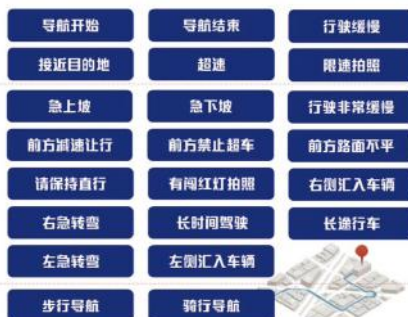 导航开始 导航结束 行驶缓慢
接近目的地 超速 限速拍照
急上坡 急下坡 行驶非常缓慢
前方减速让行 前方禁止超车 前方路面不平
请保持直行 有闯红灯拍照 右侧汇入车辆
右急转弯 长时间驾驶 长途行车
左急转弯 左侧汇入车辆
步行导航 骑行导航